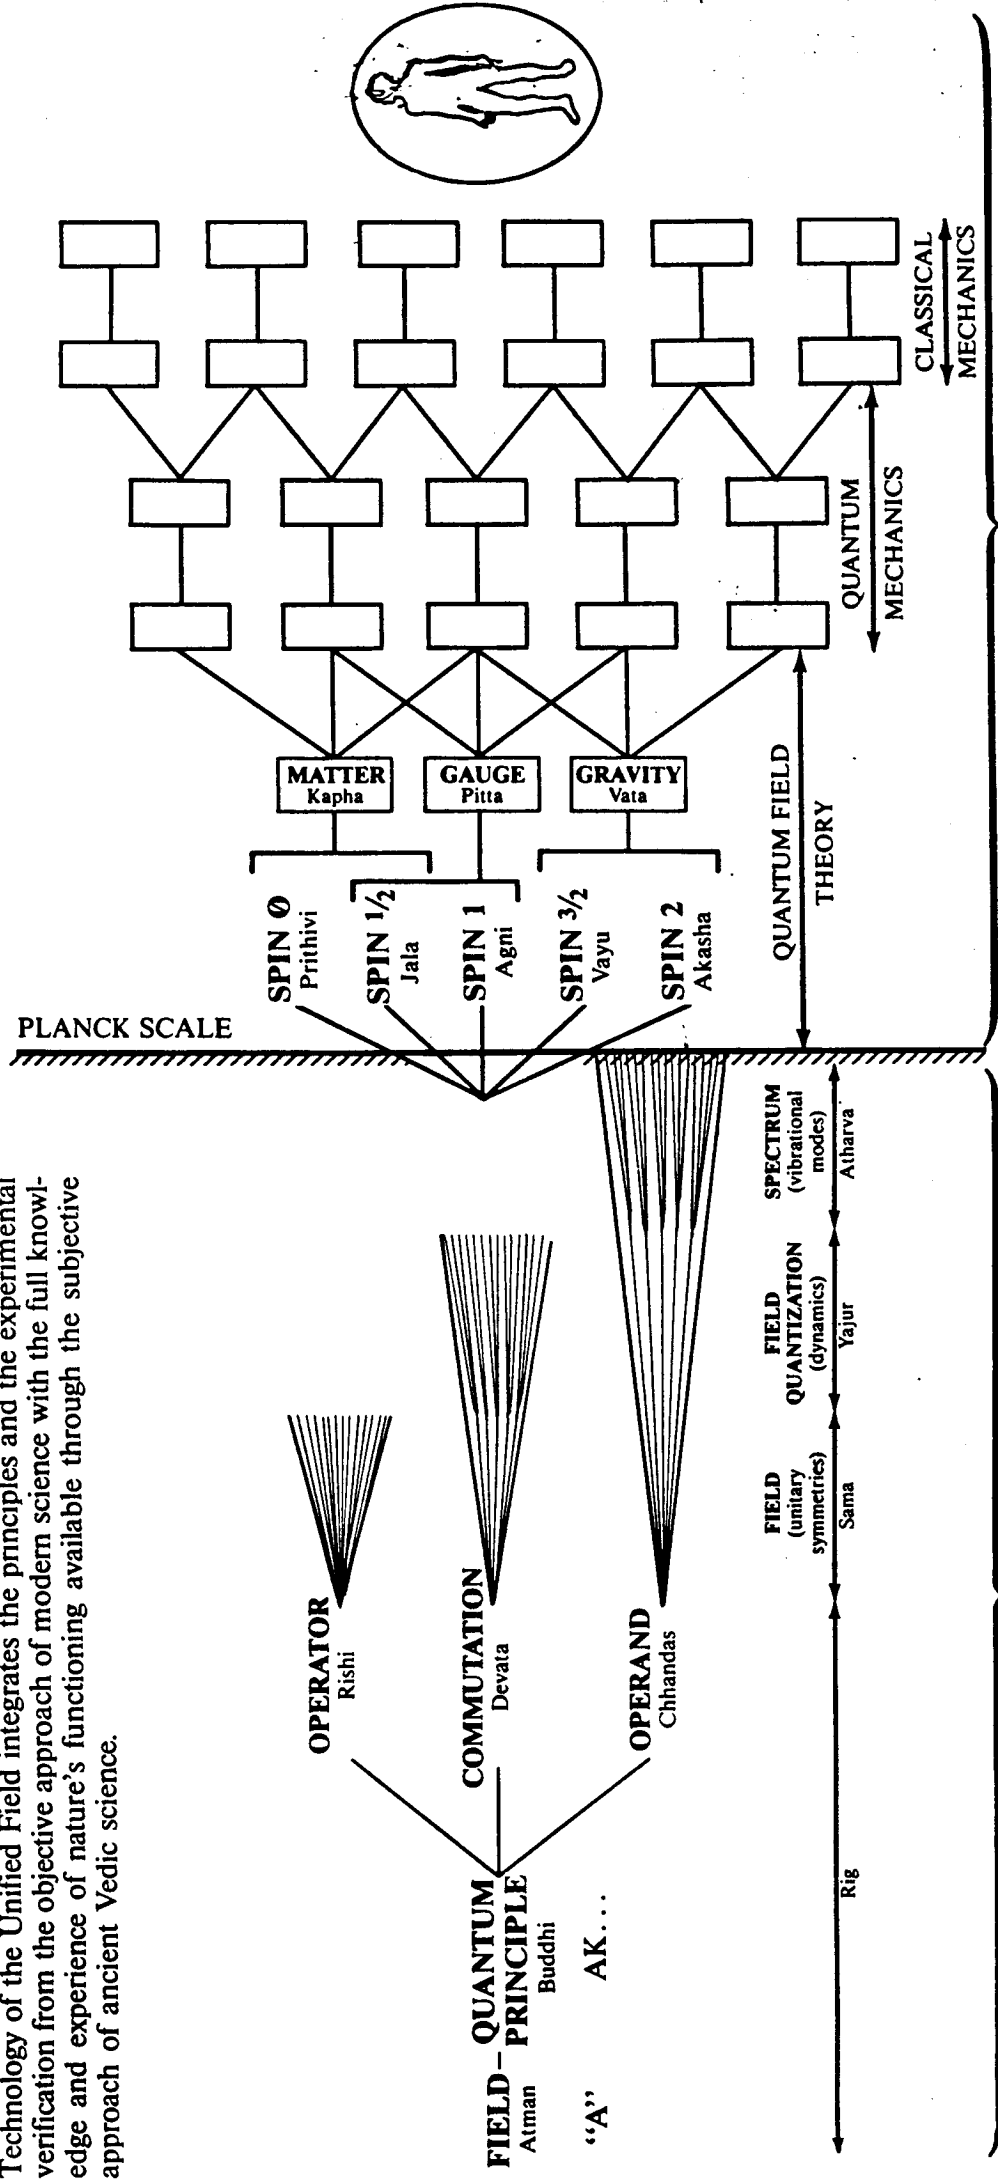 Technology of the Unified Field integrates the principles and the experimental
verification from the objective approach of modern science with the full knowl-
edge and experience of nature's functioning available through the subjective
approach of ancient Vedic science.
PLANCK SCALE
FIELD–
Atman
"A"
QUANTUM
PRINCIPLE
Buddhi
AK...
OPERATOR
Rishi
COMMUTATION
Devata
OPERAND
Chhandas
SPIN 0
Prithivi
SPIN 1/2
Jala
SPIN 1
Agni
SPIN 3/2
Vayu
SPIN 2
Akasha
MATTER
Kapha
GAUGE
Pitta
GRAVITY
Vata
Rig
FIELD
(unitary
symmetries)
Sama
FIELD
QUANTIZATION
(dynamics)
Yajur
SPECTRUM
(vibrational
modes)
Atharva
QUANTUM FIELD
THEORY
QUANTUM
MECHANICS
CLASSICAL
MECHANICS